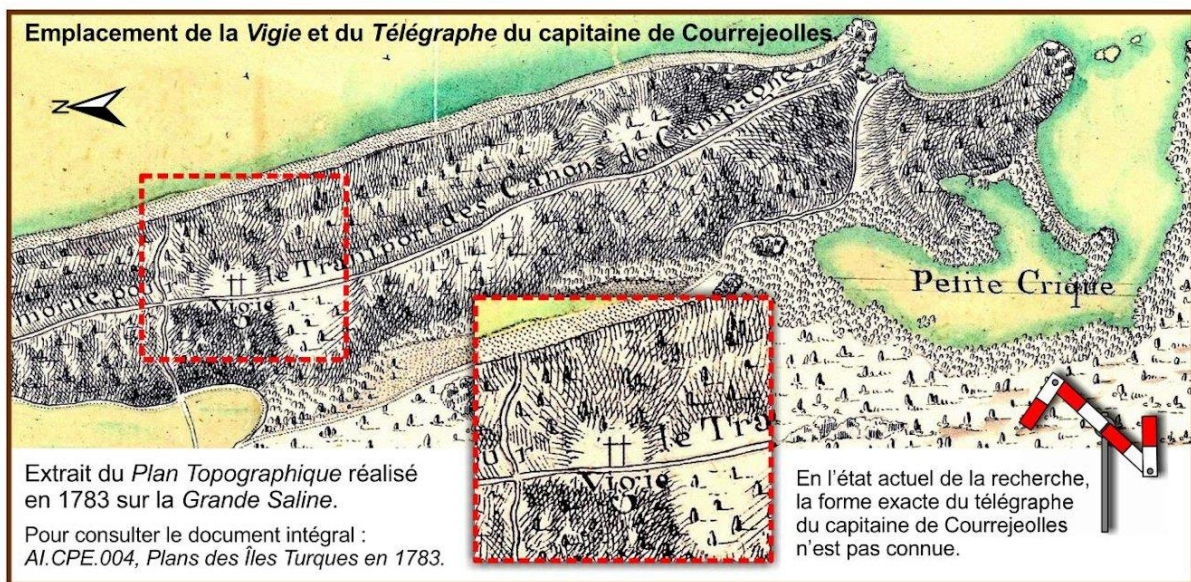 Emplacement de la Vigie et du Télégraphe du capitaine de Courrejeolles.
N
morne pour le Transport des Canons de Campagne
Vigie
Petite Crique
le Tra
Vigie
Extrait du Plan Topographique réalisé
en 1783 sur la Grande Saline.
Pour consulter le document intégral :
AI.CPE.004, Plans des Îles Turques en 1783.
En l'état actuel de la recherche,
la forme exacte du télégraphe
du capitaine de Courrejeolles
n'est pas connue.